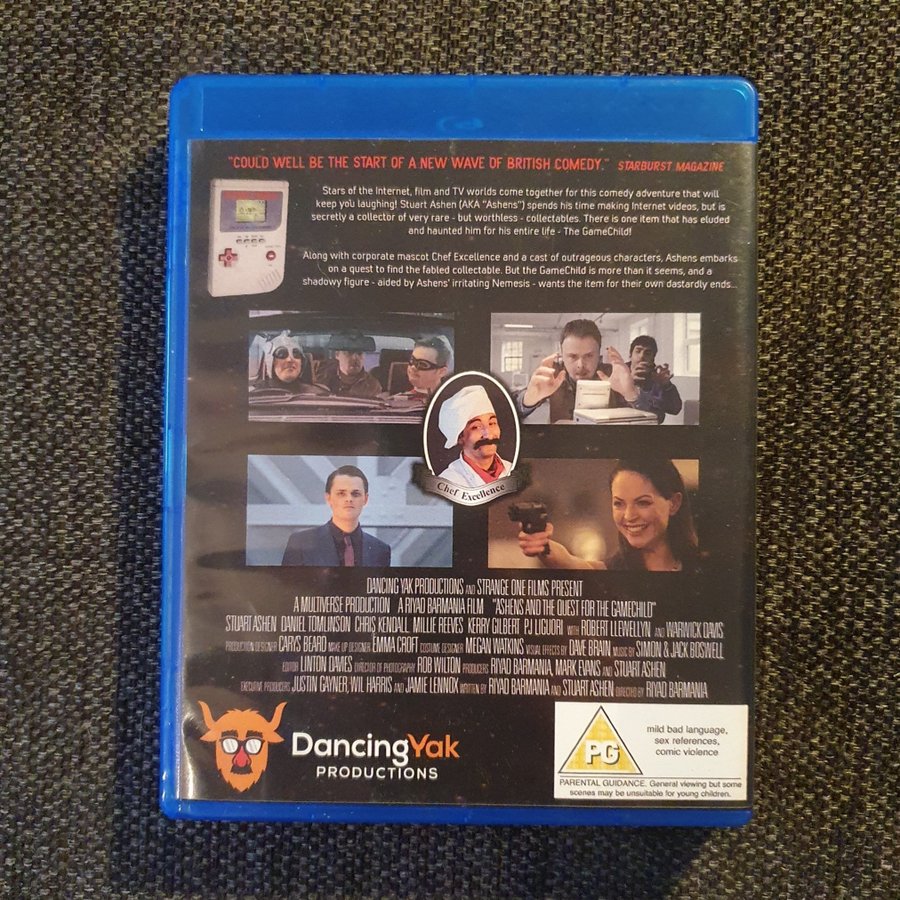 "COULD WELL BE THE START OF A NEW WAVE OF BRITISH COMEDY." STARBURST MAGAZINE
Stars of the Internet, film and TV worlds come together for this comedy adventure that will
keep you laughing! Stuart Ashen (AKA "Ashens") spends his time making Internet videos, but is
secretly a collector of very rare - but worthless - collectables. There is one item that has eluded
and haunted him for his entire life - The GameChild!
Along with corporate mascot Chef Excellence and a cast of outrageous characters, Ashens embarks
on a quest to find the fabled collectable. But the GameChild is more than it seems, and a
shadowy figure - aided by Ashens' irritating Nemesis - wants the item for their own dastardly ends...
Chef Excellence
DANCING YAK PRODUCTIONS AND STRANGE ONE FILMS PRESENT
A MULTIVERSE PRODUCTION A RIYAD BARMANIA FILM "ASHENS AND THE QUEST FOR THE GAMECHILD"
STUART ASHEN DANIEL TOMLINSON CHRIS KENDALL MILLIE REEVES KERRY GILBERT PJ LIGUORI WITH ROBERT LLEWELLYN AND WARWICK DAVIS
PRODUCTION DESIGNER CARYS BEARD MAKE UP DESIGNER EMMA CROFT COSTUME DESIGNER MEGAN WATKINS VISUAL EFFECTS BY DAVE BRAIN MUSIC BY SIMON & JACK BOSWELL
EDITOR LINTON DAVIES DIRECTOR OF PHOTOGRAPHY ROB WILTON PRODUCERS RIYAD BARMANIA, MARK EVANS AND STUART ASHEN
EXECUTIVE PRODUCERS JUSTIN GAYNER, WIL HARRIS AND JAMIE LENNOX WRITTEN BY RIYAD BARMANIA AND STUART ASHEN DIRECTED BY RIYAD BARMANIA
DancingYak
PRODUCTIONS
PG
mild bad language,
sex references,
comic violence
PARENTAL GUIDANCE. General viewing but some
scenes may be unsuitable for young children.